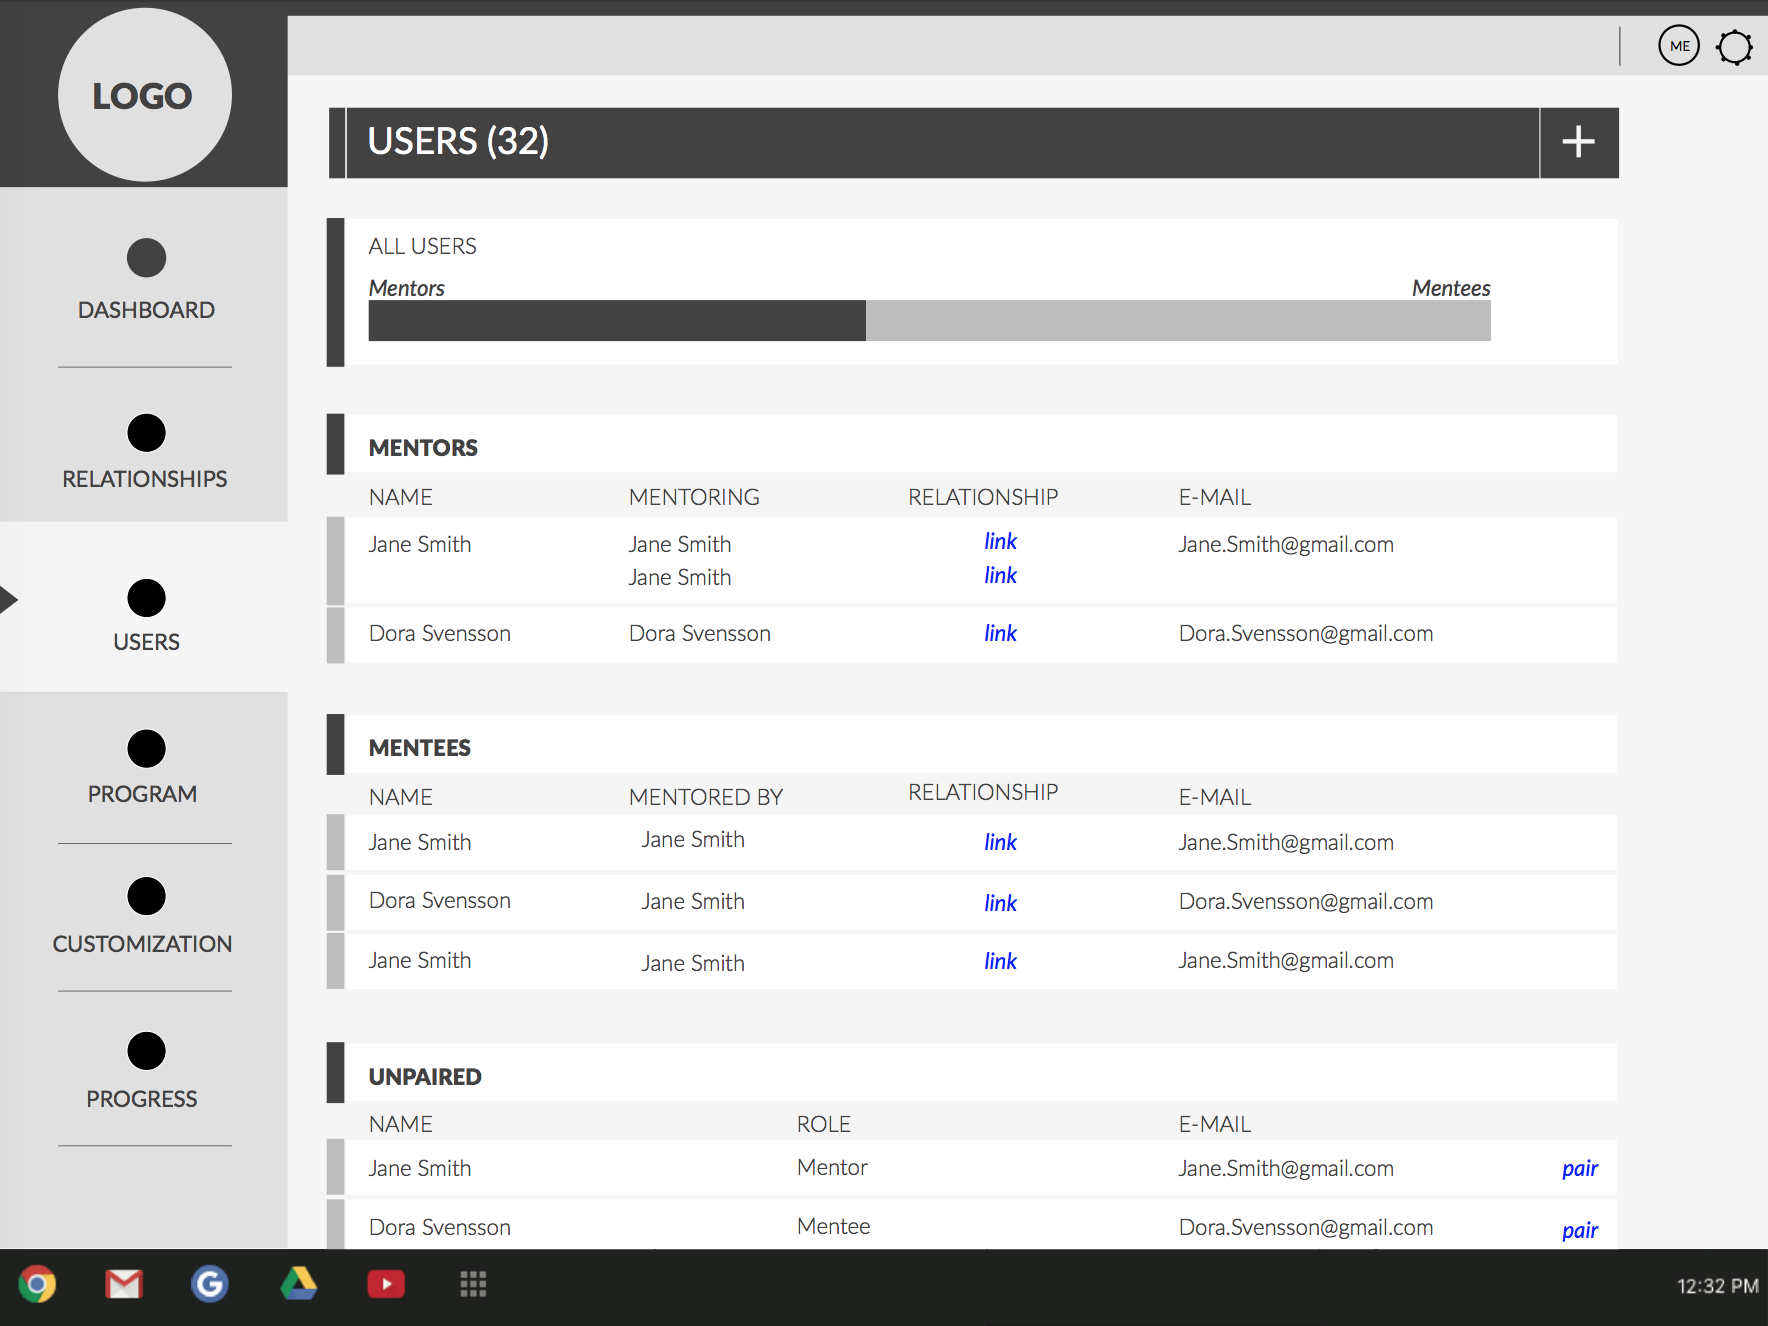 LOGO
ME
USERS (32)
+
ALL USERS
Mentors Mentees
DASHBOARD
RELATIONSHIPS
USERS
PROGRAM
CUSTOMIZATION
PROGRESS
MENTORS
NAME MENTORING RELATIONSHIP E-MAIL
Jane Smith Jane Smith link Jane.Smith@gmail.com
Jane Smith link
Dora Svensson Dora Svensson link Dora.Svensson@gmail.com
MENTEES
NAME MENTORED BY RELATIONSHIP E-MAIL
Jane Smith Jane Smith link Jane.Smith@gmail.com
Dora Svensson Jane Smith link Dora.Svensson@gmail.com
Jane Smith Jane Smith link Jane.Smith@gmail.com
UNPAIRED
NAME ROLE E-MAIL
Jane Smith Mentor Jane.Smith@gmail.com pair
Dora Svensson Mentee Dora.Svensson@gmail.com pair
G
12:32 PM